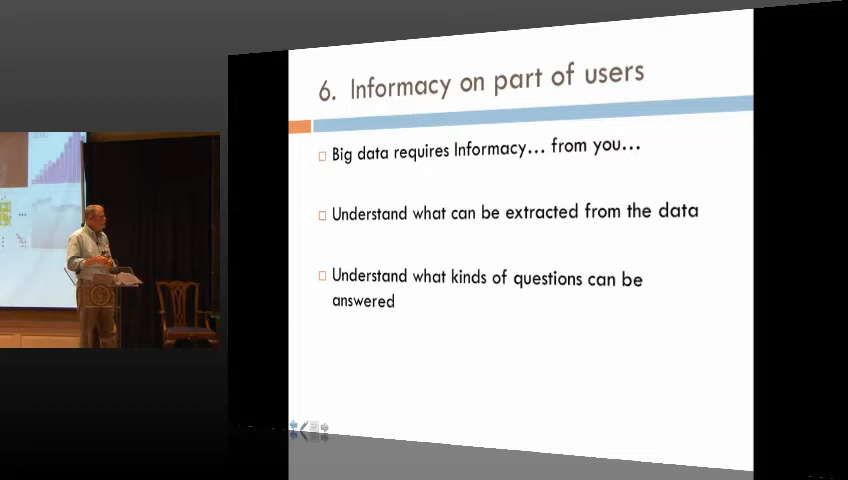 6. Informacy on part of users
Big data requires Informacy... from you...
Understand what can be extracted from the data
Understand what kinds of questions can be
answered